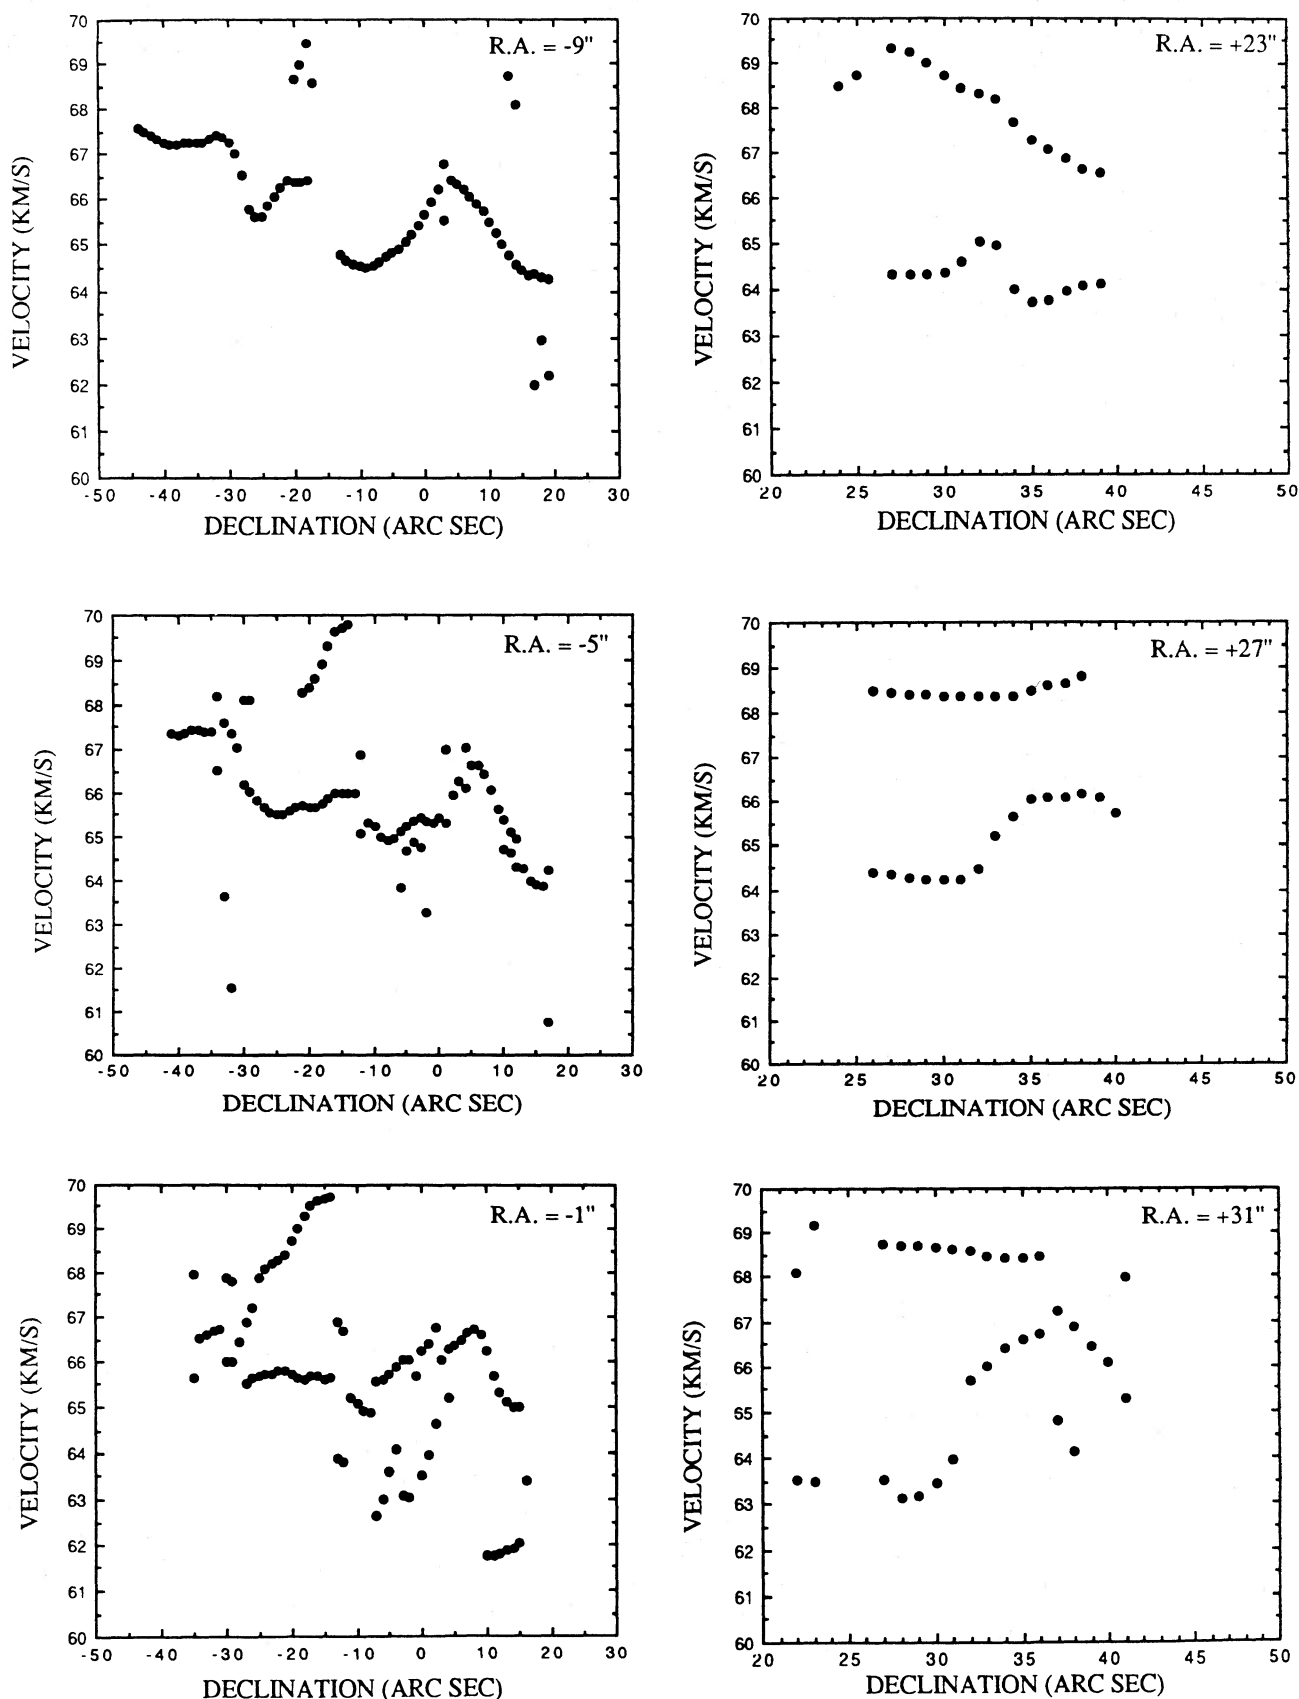 R.A. = -9"
VELOCITY (KM/S)
70
69
68
67
66
65
64
63
62
61
60
-50 -40 -30 -20 -10 0 10 20 30
DECLINATION (ARC SEC)
R.A. = +23"
VELOCITY (KM/S)
70
69
68
67
66
65
64
63
62
61
60
20 25 30 35 40 45 50
DECLINATION (ARC SEC)
R.A. = -5"
VELOCITY (KM/S)
70
69
68
67
66
65
64
63
62
61
60
-50 -40 -30 -20 -10 0 10 20 30
DECLINATION (ARC SEC)
R.A. = +27"
VELOCITY (KM/S)
70
69
68
67
66
65
64
63
62
61
60
20 25 30 35 40 45 50
DECLINATION (ARC SEC)
R.A. = -1"
VELOCITY (KM/S)
70
69
68
67
66
65
64
63
62
61
60
-50 -40 -30 -20 -10 0 10 20 30
DECLINATION (ARC SEC)
R.A. = +31"
VELOCITY (KM/S)
70
69
68
67
66
65
64
63
62
61
60
20 25 30 35 40 45 50
DECLINATION (ARC SEC)